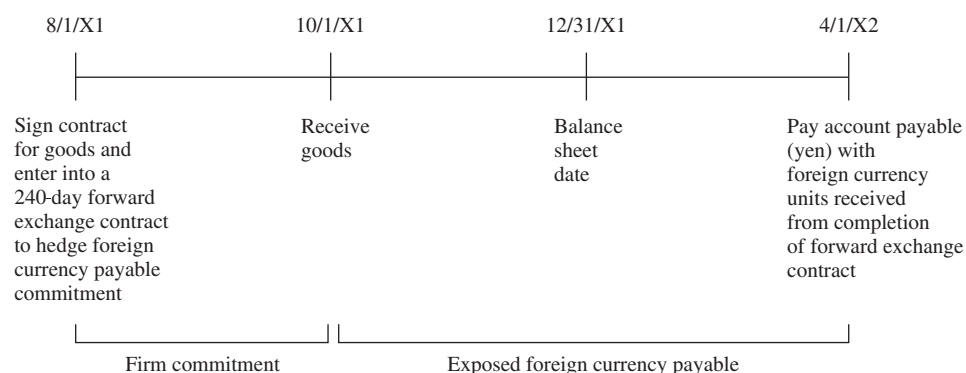 8/1/X1
10/1/X1
12/31/X1
4/1/X2
Sign contract
for goods and
enter into a
240-day forward
exchange contract
to hedge foreign
currency payable
commitment
Receive
goods
Balance
sheet
date
Pay account payable
(yen) with
foreign currency
units received
from completion
of forward exchange
contract
Firm commitment
Exposed foreign currency payable